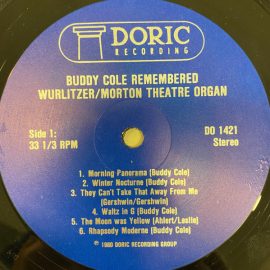 DORIC
RECORDING
BUDDY COLE REMEMBERED
WURLITZER/MORTON THEATRE ORGAN
Side 1: DO 1421
33 1/3 RPM Stereo
1. Morning Panorama (Buddy Cole)
2. Winter Nocturne (Buddy Cole)
3. They Can't Take That Away From Me
(Gershwin/Gershwin)
4. Waltz in G (Buddy Cole)
5. The Moon was Yellow (Ahlert/Leslie)
6. Rhapsody Moderne (Buddy Cole)
© 1980 DORIC RECORDING GROUP